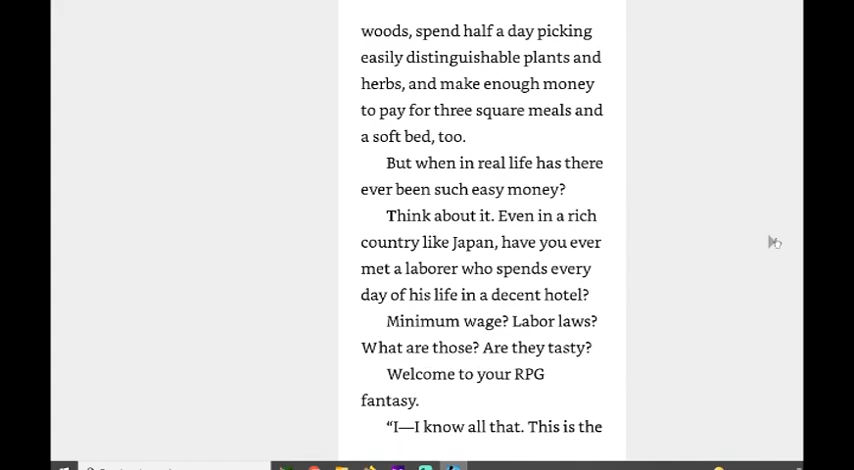 woods, spend half a day picking
easily distinguishable plants and
herbs, and make enough money
to pay for three square meals and
a soft bed, too.
But when in real life has there
ever been such easy money?
Think about it. Even in a rich
country like Japan, have you ever
met a laborer who spends every
day of his life in a decent hotel?
Minimum wage? Labor laws?
What are those? Are they tasty?
Welcome to your RPG
fantasy.
“I—I know all that. This is the